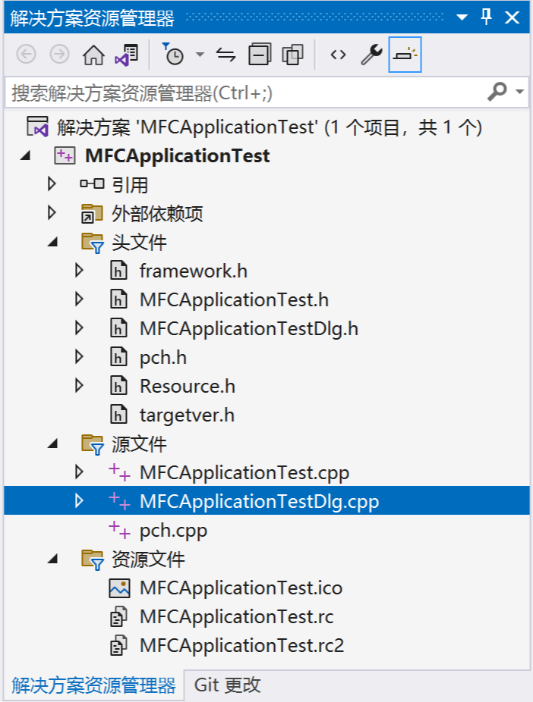 解决方案资源管理器
搜索解决方案资源管理器(Ctrl+;)
解决方案 'MFCApplicationTest' (1 个项目，共 1 个)
MFCApplicationTest
引用
外部依赖项
头文件
framework.h
MFCApplicationTest.h
MFCApplicationTestDlg.h
pch.h
Resource.h
targetver.h
源文件
MFCApplicationTest.cpp
MFCApplicationTestDlg.cpp
pch.cpp
资源文件
MFCApplicationTest.ico
MFCApplicationTest.rc
MFCApplicationTest.rc2
解决方案资源管理器 Git 更改